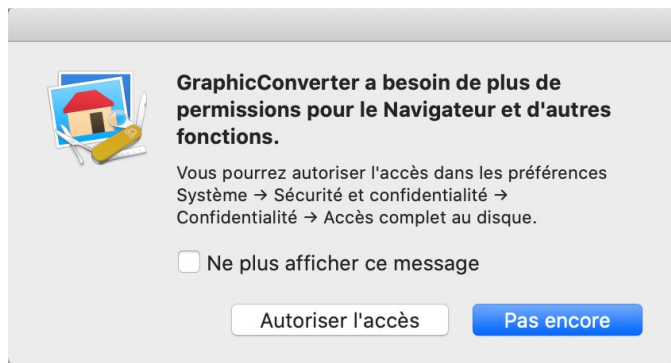 GraphicConverter a besoin de plus de
permissions pour le Navigateur et d'autres
fonctions.
Vous pourrez autoriser l'accès dans les préférences
Système → Sécurité et confidentialité →
Confidentialité → Accès complet au disque.
Ne plus afficher ce message
Autoriser l'accès
Pas encore